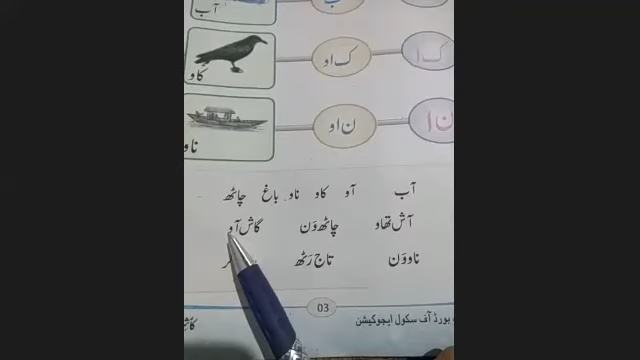 آب
کاو ک او ک ا
ناو ن او ن ا
آب آو کاو ناو باغ چاٹھ
آش تھاو چاٹھ وَن گاش آو
ناو وَن تاج رَٹھ
03
بورڈ آف سکول ایجوکیشن